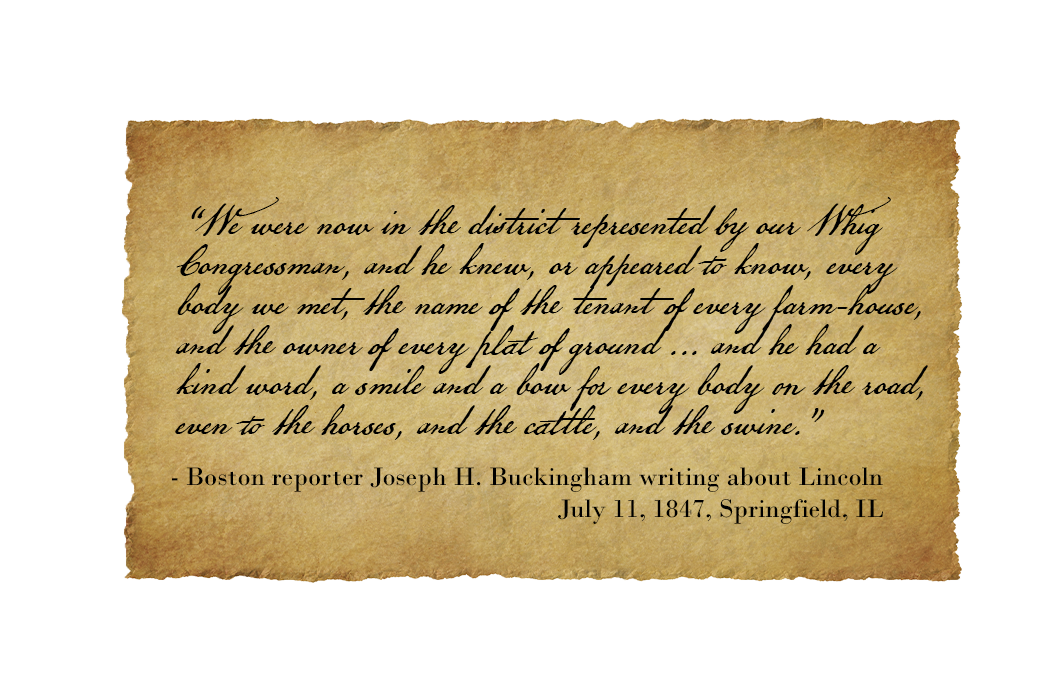 “We were now in the district represented by our Whig
Congressman, and he knew, or appeared to know, every
body we met, the name of the tenant of every farm-house,
and the owner of every plat of ground ... and he had a
kind word, a smile and a bow for every body on the road,
even to the horses, and the cattle, and the swine.”
- Boston reporter Joseph H. Buckingham writing about Lincoln
July 11, 1847, Springfield, IL